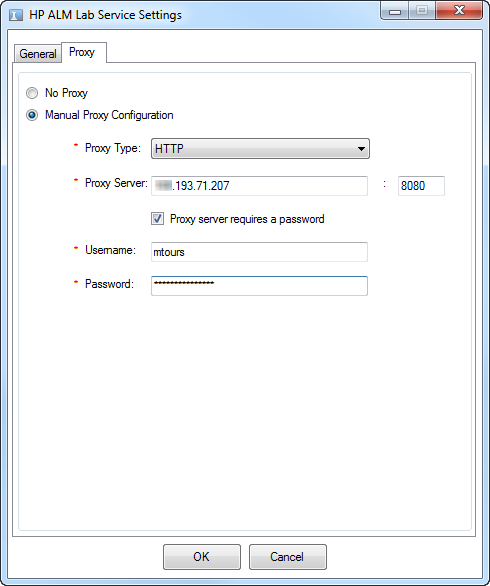 HP ALM Lab Service Settings
General Proxy
No Proxy
Manual Proxy Configuration
* Proxy Type: HTTP
* Proxy Server: .193.71.207 : 8080
Proxy server requires a password
* Username: mtours
* Password: ***************
OK Cancel